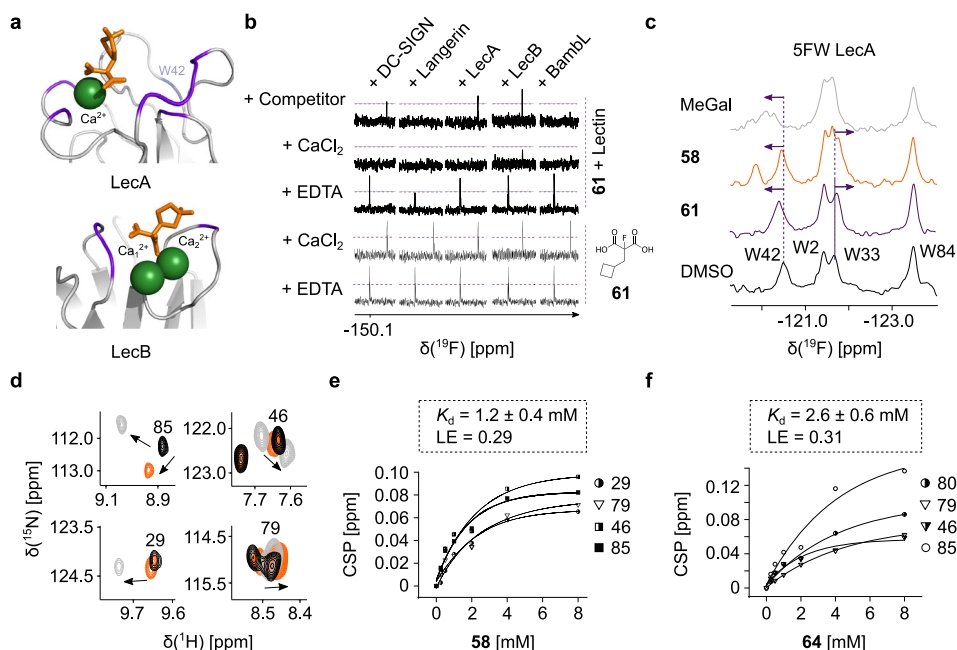 a
W42
Ca²⁺
LecA
Ca₁²⁺
Ca₂²⁺
LecB
b
+ DC-SIGN
+ Langerin
+ LecA
+ LecB
+ BambL
+ Competitor
+ CaCl₂
+ EDTA
+ CaCl₂
+ EDTA
61 + Lectin
HO
O
F
O
OH
61
-150.1
δ(¹⁹F) [ppm]
c
5FW LecA
MeGal
58
61
DMSO
W42
W2
W33
W84
-121.0
-123.0
δ(¹⁹F) [ppm]
d
85
112.0
113.0
9.1
8.9
46
122.0
123.0
7.7
7.6
29
123.5
124.5
9.7
9.6
79
114.5
115.5
8.5
8.4
δ(¹⁵N) [ppm]
δ(¹H) [ppm]
e
Kd = 1.2 ± 0.4 mM
LE = 0.29
0.10
0.08
0.06
0.04
0.02
0
CSP [ppm]
0
2
4
6
8
58 [mM]
29
79
46
85
f
Kd = 2.6 ± 0.6 mM
LE = 0.31
0.12
0.08
0.04
0
CSP [ppm]
0
2
4
6
8
64 [mM]
80
79
46
85